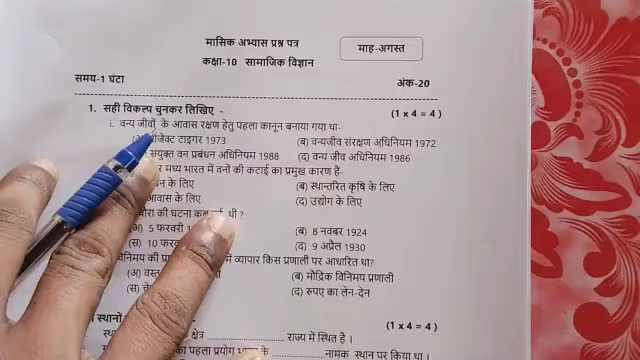 मासिक अभ्यास प्रश्न पत्र
माह-अगस्त
कक्षा-10 सामाजिक विज्ञान
समय-1 घंटा
अंक-20
1. सही विकल्प चुनकर लिखिए - (1 x 4 = 4)
i. वन्य जीवों के आवास रक्षण हेतु पहला कानून बनाया गया था-
टाइगर 1973 (ब) वन्यजीव संरक्षण अधिनियम 1972
संयुक्त वन प्रबंधन अधिनियम 1988 (द) वन्य जीव अधिनियम 1986
मध्य भारत में वनों की कटाई का प्रमुख कारण है-
के लिए (ब) स्थान्तरित कृषि के लिए
आवास के लिए (द) उद्योग के लिए
की घटना थी ?
(अ) 5 फरवरी (ब) 8 नवंबर 1924
(स) 10 (द) 9 अप्रैल 1930
विनिमय की में व्यापार किस प्रणाली पर आधारित था?
(अ) (ब) मौद्रिक विनिमय प्रणाली
(स) (द) रुपए का लेन-देन
(1 x 4 = 4)
क्षेत्र .................... राज्य में स्थित है ।
का पहला प्रयोग .................... नामक स्थान पर किया था ।